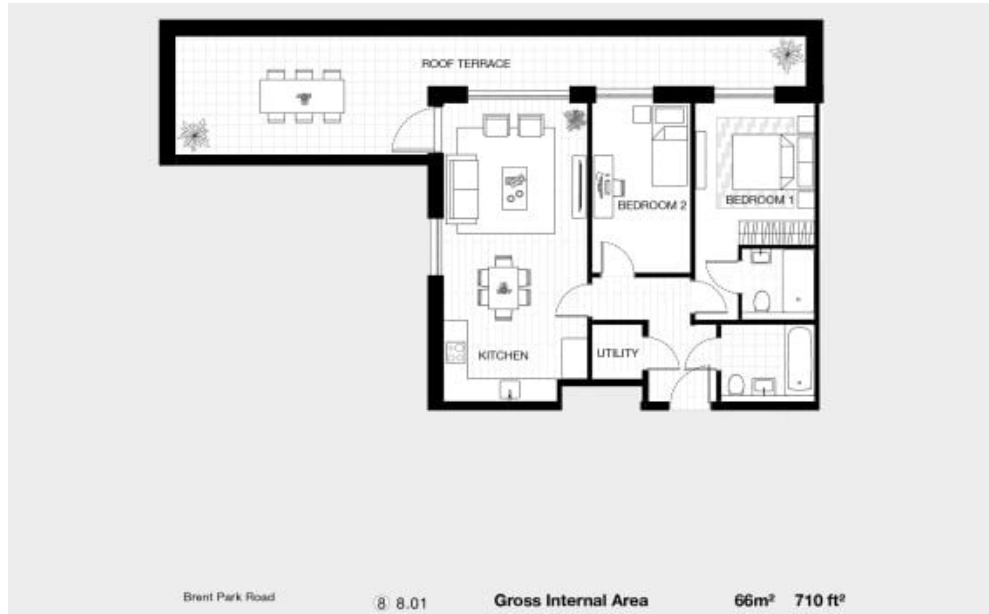 ROOF TERRACE
BEDROOM 1
BEDROOM 2
KITCHEN
UTILITY
Brent Park Road
8 8.01
Gross Internal Area
66m² 710 ft²